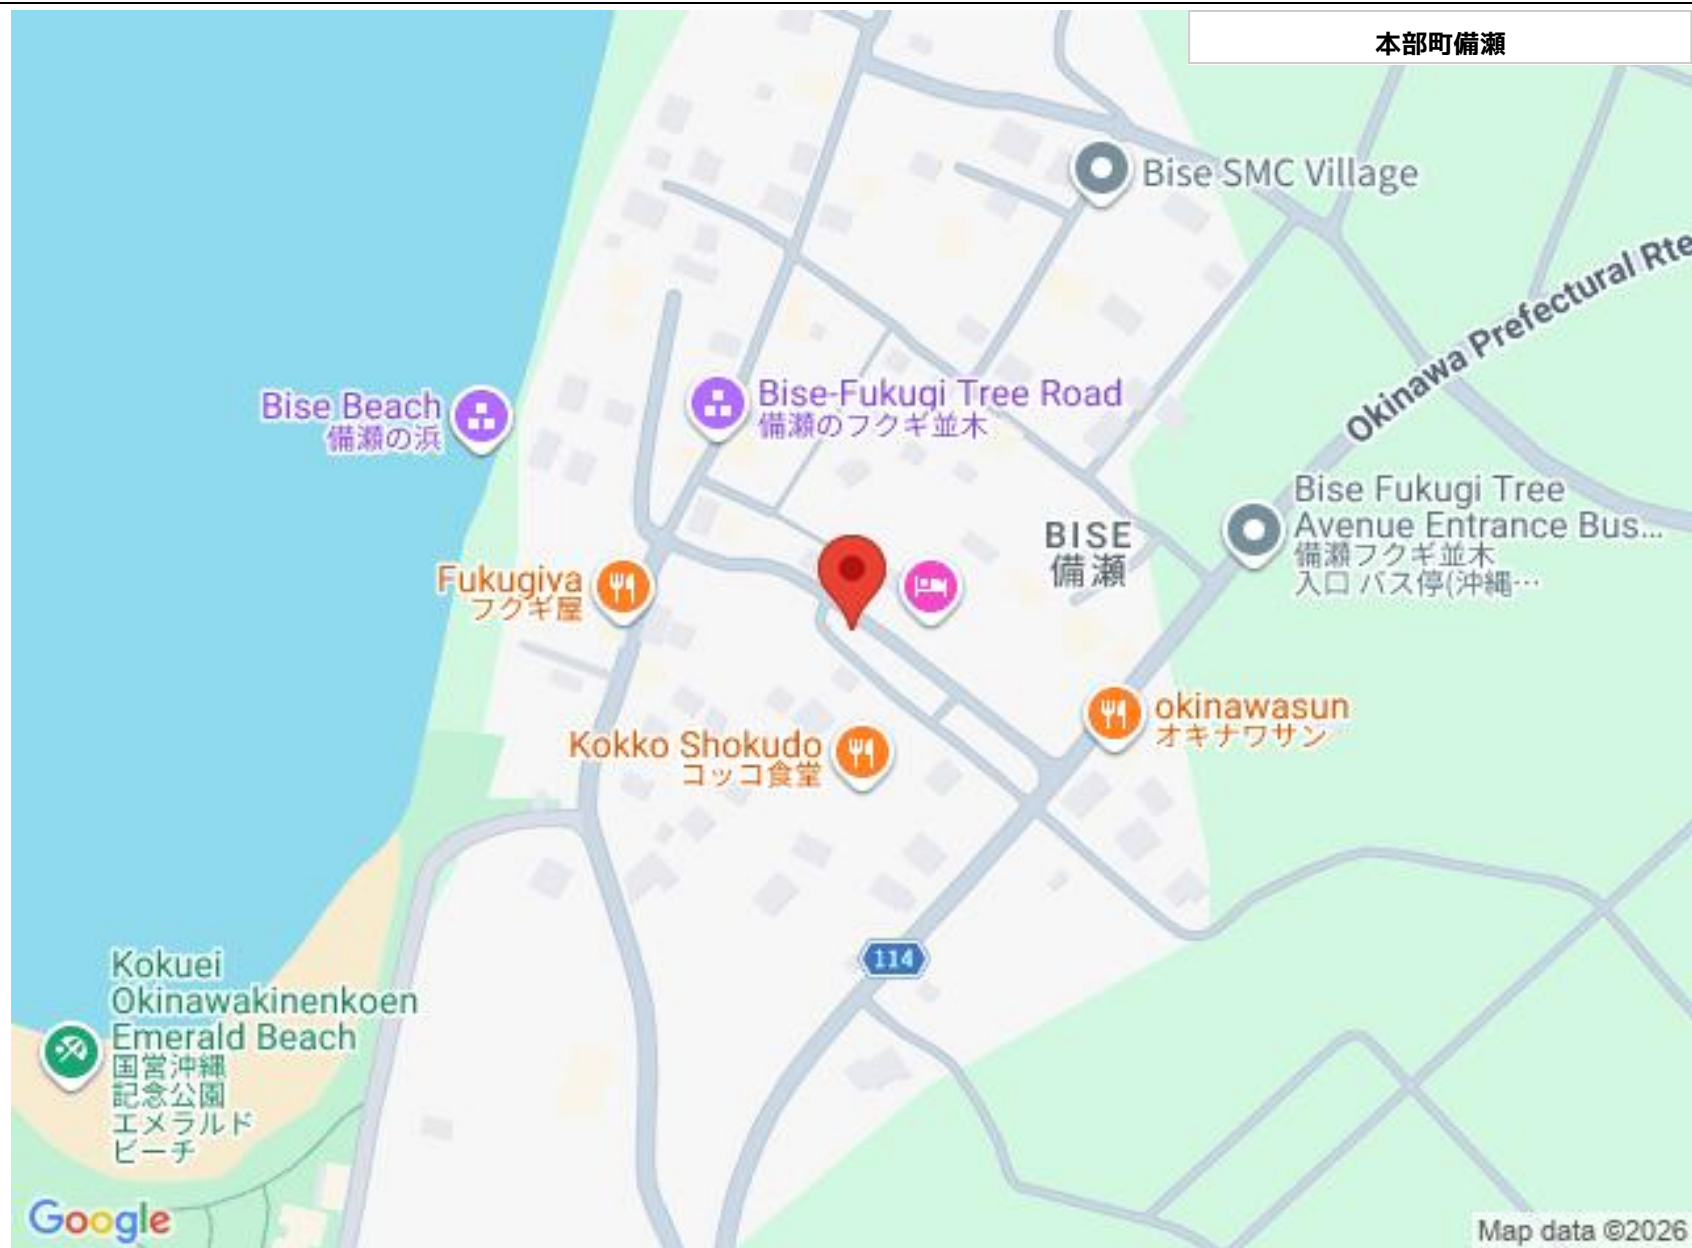 本部町備瀬
Bise SMC Village
Okinawa Prefectural Rte
Bise Beach
備瀬の浜
Bise-Fukugi Tree Road
備瀬のフクギ並木
Bise Fukugi Tree
Avenue Entrance Bus...
備瀬フクギ並木
入口 バス停(沖縄…
BISE
備瀬
Fukugiya
フクギ屋
okinawasun
オキナワサン
Kokko Shokudo
コッコ食堂
114
Kokuei
Okinawakinenkoen
Emerald Beach
国営沖縄
記念公園
エメラルド
ビーチ
Google
Map data ©2026